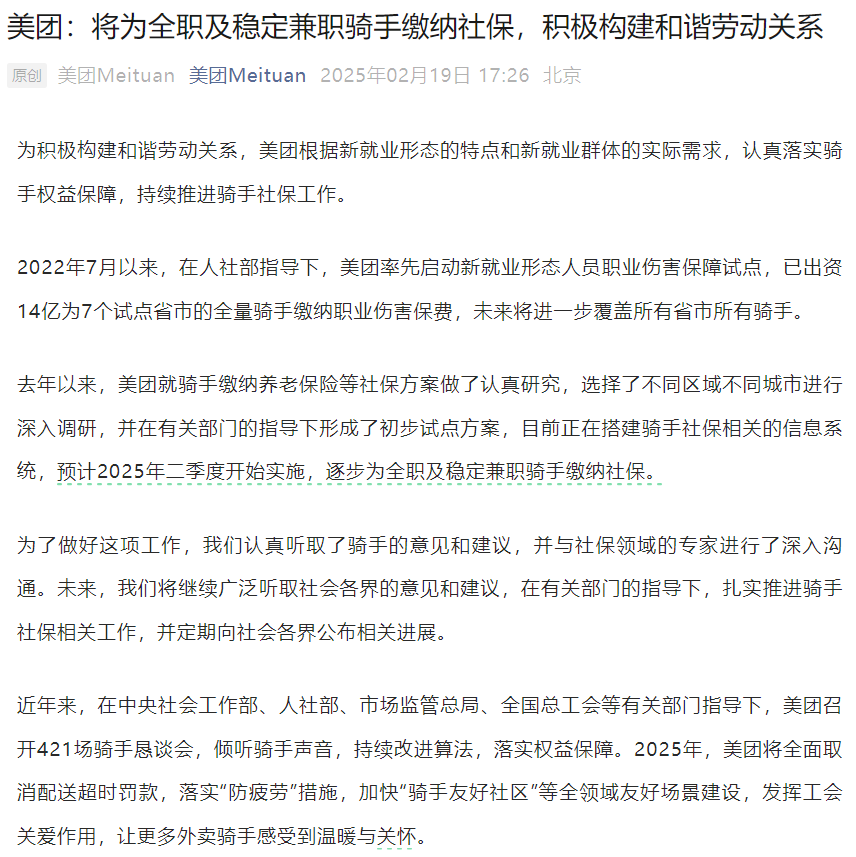 美团：将为全职及稳定兼职骑手缴纳社保，积极构建和谐劳动关系
原创 美团Meituan 美团Meituan 2025年02月19日 17:26 北京
为积极构建和谐劳动关系，美团根据新就业形态的特点和新就业群体的实际需求，认真落实骑
手权益保障，持续推进骑手社保工作。
2022年7月以来，在人社部指导下，美团率先启动新就业形态人员职业伤害保障试点，已出资
14亿为7个试点省市的全量骑手缴纳职业伤害保费，未来将进一步覆盖所有省市所有骑手。
去年以来，美团就骑手缴纳养老保险等社保方案做了认真研究，选择了不同区域不同城市进行
深入调研，并在有关部门的指导下形成了初步试点方案，目前正在搭建骑手社保相关的信息系
统，预计2025年二季度开始实施，逐步为全职及稳定兼职骑手缴纳社保。
为了做好这项工作，我们认真听取了骑手的意见和建议，并与社保领域的专家进行了深入沟
通。未来，我们将继续广泛听取社会各界的意见和建议，在有关部门的指导下，扎实推进骑手
社保相关工作，并定期向社会各界公布相关进展。
近年来，在中央社会工作部、人社部、市场监管总局、全国总工会等有关部门指导下，美团召
开421场骑手恳谈会，倾听骑手声音，持续改进算法，落实权益保障。2025年，美团将全面取
消配送超时罚款，落实“防疲劳”措施，加快“骑手友好社区”等全领域友好场景建设，发挥工会
关爱作用，让更多外卖骑手感受到温暖与关怀。